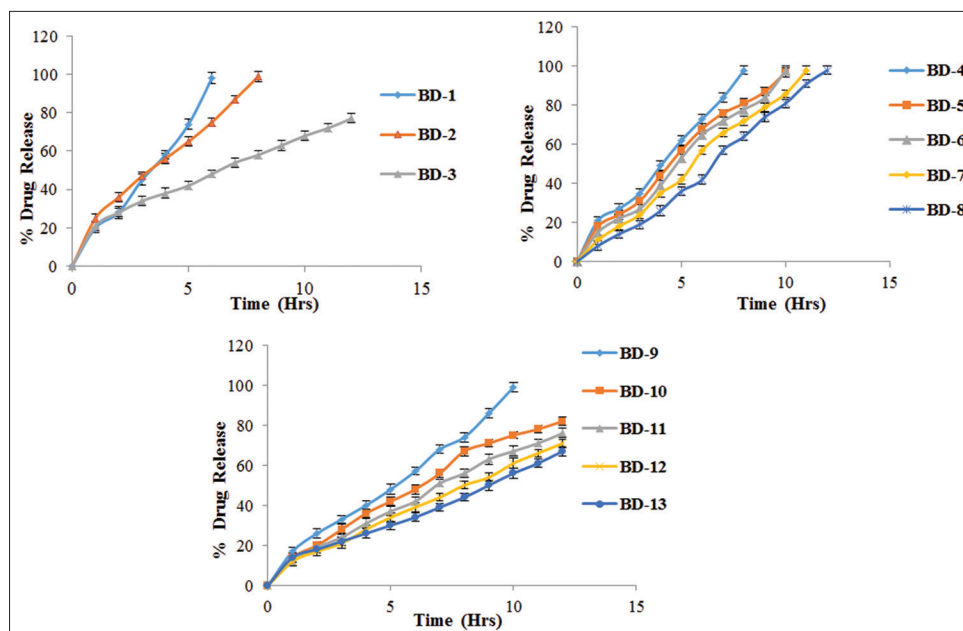 120
100
80
60
40
20
0
% Drug Release
0 5 10 15
Time (Hrs)
BD-1
BD-2
BD-3
120
100
80
60
40
20
0
% Drug Release
0 5 10 15
Time (Hrs)
BD-4
BD-5
BD-6
BD-7
BD-8
120
100
80
60
40
20
0
% Drug Release
0 5 10 15
Time (Hrs)
BD-9
BD-10
BD-11
BD-12
BD-13